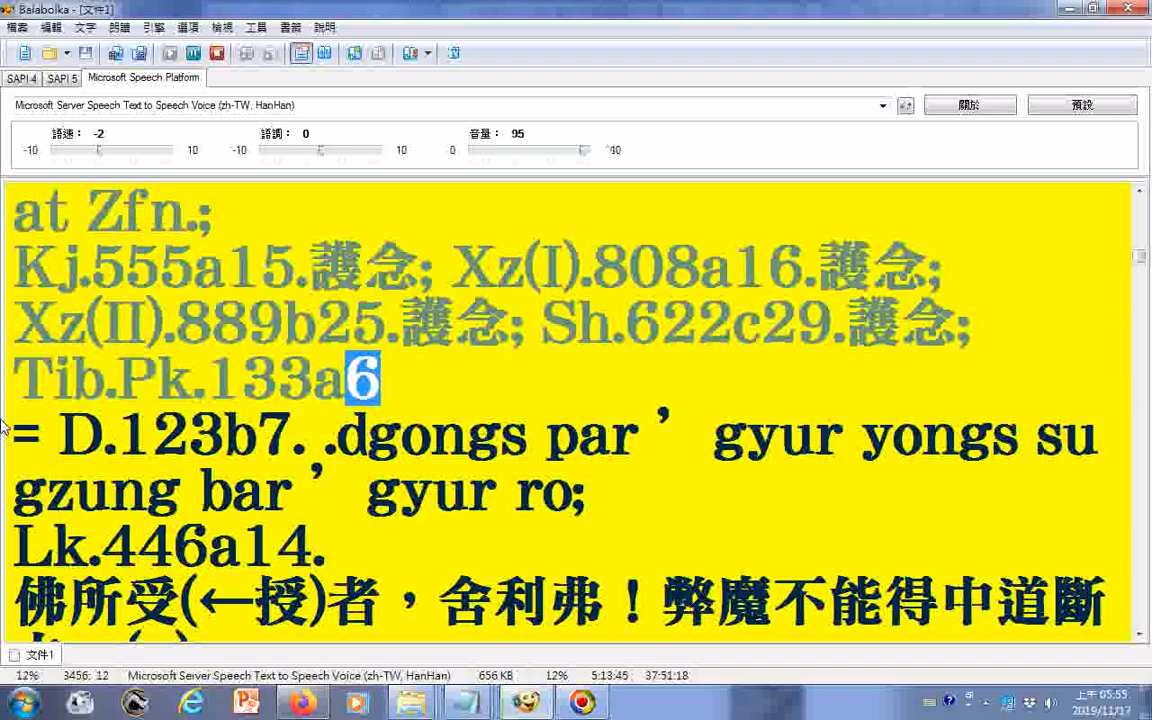 Balabolka - [文件1]
檔案 編輯 文字 朗讀 引擎 選項 檢視 工具 書籤 說明
SAPI 4 SAPI 5 Microsoft Speech Platform
Microsoft Server Speech Text to Speech Voice (zh-TW, HanHan) 關於 預設
語速： -2 語調： 0 音量： 95
-10 10 -10 10 0
at Zfn.;
Kj.555a15.護念; Xz(I).808a16.護念;
Xz(II).889b25.護念; Sh.622c29.護念;
Tib.Pk.133a6
= D.123b7. .dgongs par ’ gyur yongs su
gzung bar ’ gyur ro;
Lk.446a14.
佛所受(←授)者，舍利弗！弊魔不能得中道斷
文件1
12% 3456: 12 Microsoft Server Speech Text to Speech Voice (zh-TW, HanHan) 656 KB 12% 5:13:45 37:51:18
上午 05:55
2019/11/17